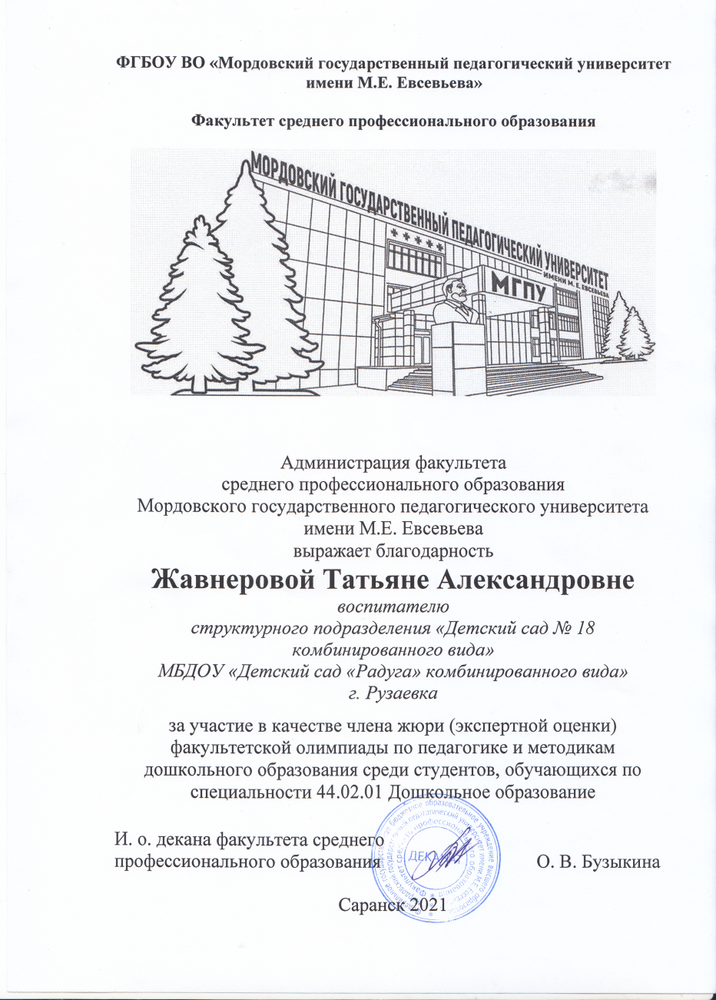 ФГБОУ ВО «Мордовский государственный педагогический университет
имени М.Е. Евсевьева»
Факультет среднего профессионального образования
МОРДОВСКИЙ ГОСУДАРСТВЕННЫЙ ПЕДАГОГИЧЕСКИЙ УНИВЕРСИТЕТ
ИМЕНИ М. Е. ЕВСЕВЬЕВА
МГПУ
Администрация факультета
среднего профессионального образования
Мордовского государственного педагогического университета
имени М.Е. Евсевьева
выражает благодарность
Жавнеровой Татьяне Александровне
воспитателю
структурного подразделения «Детский сад № 18
комбинированного вида»
МБДОУ «Детский сад «Радуга» комбинированного вида»
г. Рузаевка
за участие в качестве члена жюри (экспертной оценки)
факультетской олимпиады по педагогике и методикам
дошкольного образования среди студентов, обучающихся по
специальности 44.02.01 Дошкольное образование
И. о. декана факультета среднего
профессионального образования О. В. Бузыкина
ДЕКАН
Саранск 2021